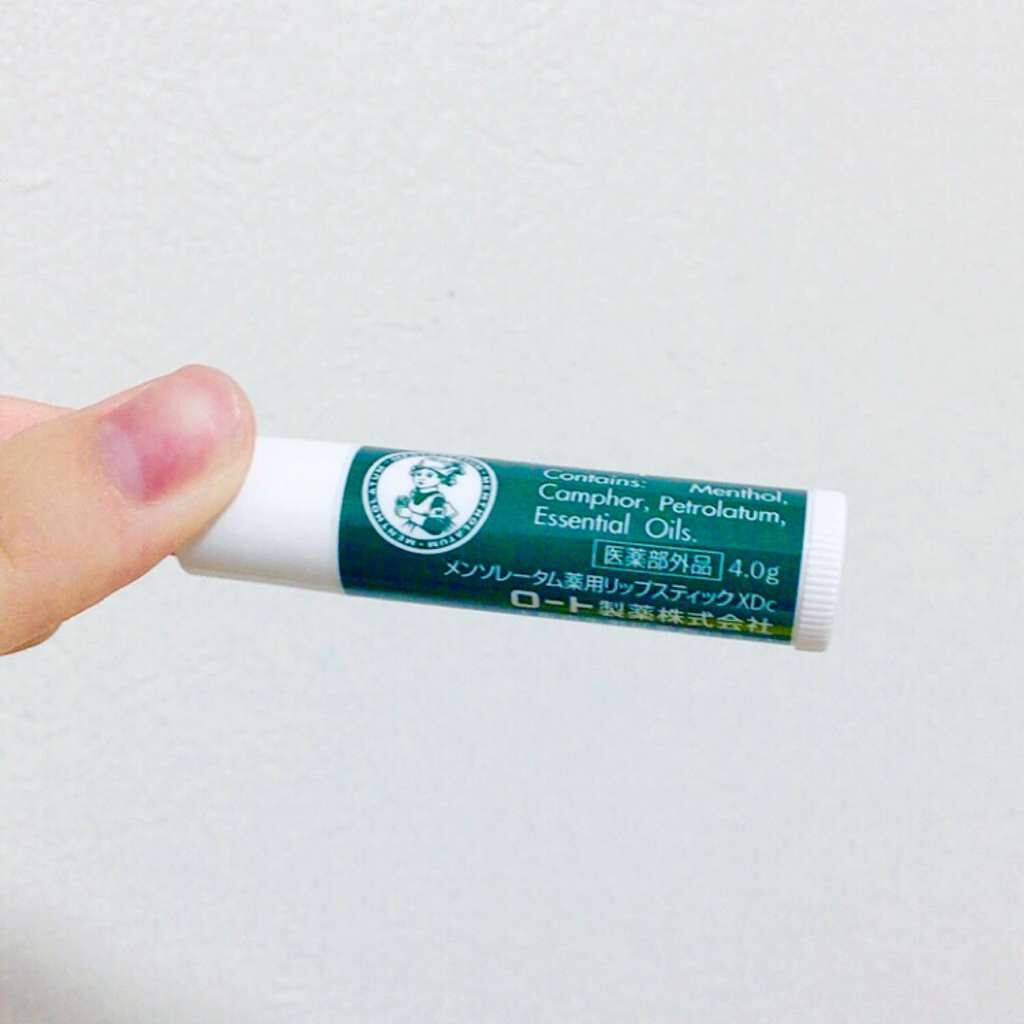 MENTHOLATUM • MENTHOLATUM
Contains: Menthol,
Camphor, Petrolatum,
Essential Oils.
医薬部外品 4.0g
メンソレータム薬用リップスティックXDc
ロート製薬株式会社